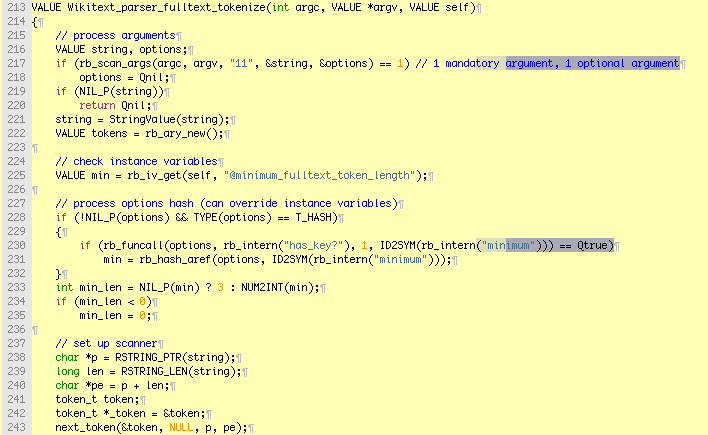 213 VALUE Wikitext_parser_fulltext_tokenize(int argc, VALUE *argv, VALUE self)¶
214 {¶
215     // process arguments¶
216     VALUE string, options;¶
217     if (rb_scan_args(argc, argv, "11", &string, &options) == 1) // 1 mandatory argument, 1 optional argument¶
218         options = Qnil;¶
219     if (NIL_P(string))¶
220         return Qnil;¶
221     string = StringValue(string);¶
222     VALUE tokens = rb_ary_new();¶
223 ¶
224     // check instance variables¶
225     VALUE min = rb_iv_get(self, "@minimum_fulltext_token_length");¶
226 ¶
227     // process options hash (can override instance variables)¶
228     if (!NIL_P(options) && TYPE(options) == T_HASH)¶
229     {¶
230         if (rb_funcall(options, rb_intern("has_key?"), 1, ID2SYM(rb_intern("minimum"))) == Qtrue)¶
231             min = rb_hash_aref(options, ID2SYM(rb_intern("minimum")));¶
232     }¶
233     int min_len = NIL_P(min) ? 3 : NUM2INT(min);¶
234     if (min_len < 0)¶
235         min_len = 0;¶
236 ¶
237     // set up scanner¶
238     char *p = RSTRING_PTR(string);¶
239     long len = RSTRING_LEN(string);¶
240     char *pe = p + len;¶
241     token_t token;¶
242     token_t *_token = &token;¶
243     next_token(&token, NULL, p, pe);¶